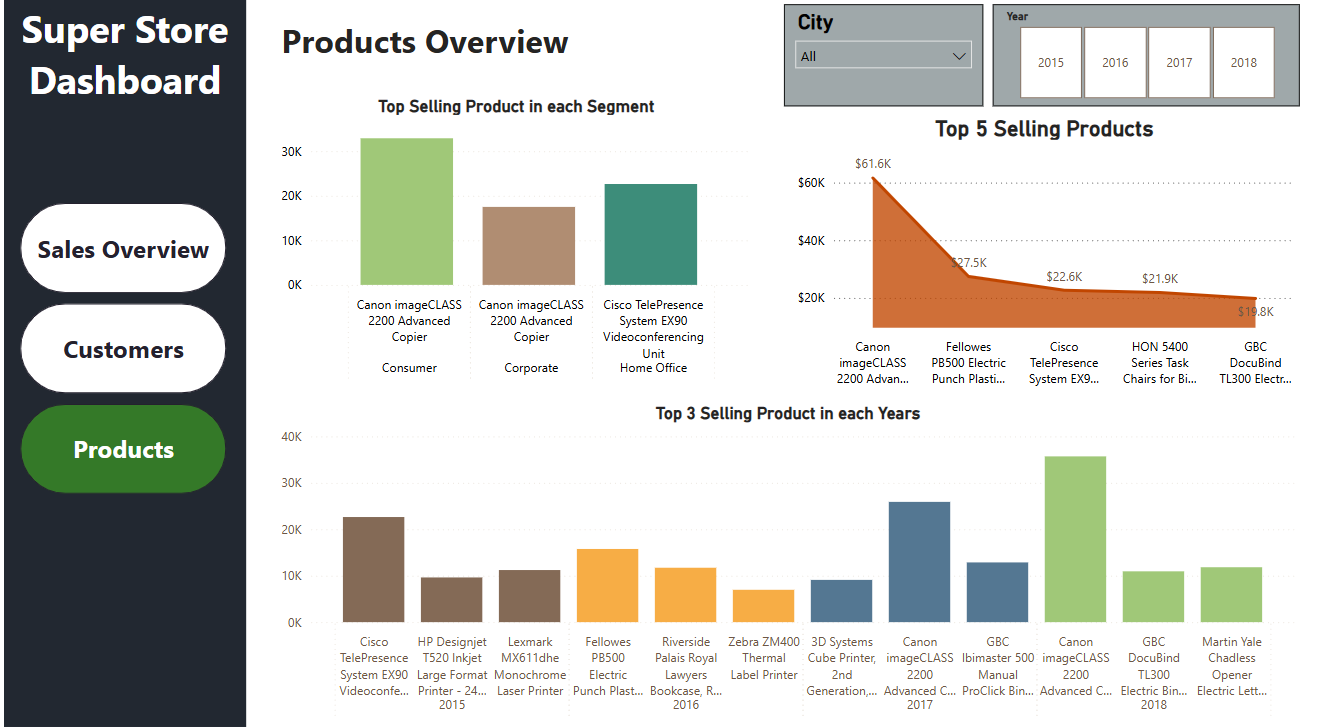 Super Store
Dashboard
Sales Overview
Customers
Products
Products Overview
City
All
Year
2015
2016
2017
2018
Top Selling Product in each Segment
30K
20K
10K
0K
Canon imageCLASS
2200 Advanced
Copier
Consumer
Canon imageCLASS
2200 Advanced
Copier
Corporate
Cisco TelePresence
System EX90
Videoconferencing
Unit
Home Office
Top 5 Selling Products
$60K
$40K
$20K
$61.6K
$27.5K
$22.6K
$21.9K
$19.8K
Canon
imageCLASS
2200 Advan...
Fellowes
PB500 Electric
Punch Plasti...
Cisco
TelePresence
System EX9...
HON 5400
Series Task
Chairs for Bi...
GBC
DocuBind
TL300 Electr...
Top 3 Selling Product in each Years
40K
30K
20K
10K
0K
Cisco
TelePresence
System EX90
Videoconfe...
HP Designjet
T520 Inkjet
Large Format
Printer - 24...
Lexmark
MX611dhe
Monochrome
Laser Printer
2015
Fellowes
PB500
Electric
Punch Plast...
Riverside
Palais Royal
Lawyers
Bookcase, R...
Zebra ZM400
Thermal
Label Printer
2016
3D Systems
Cube Printer,
2nd
Generation,...
Canon
imageCLASS
2200
Advanced C...
GBC
Ibimaster 500
Manual
ProClick Bin...
2017
Canon
imageCLASS
2200
Advanced C...
GBC
DocuBind
TL300
Electric Bin...
Martin Yale
Chadless
Opener
Electric Lett...
2018